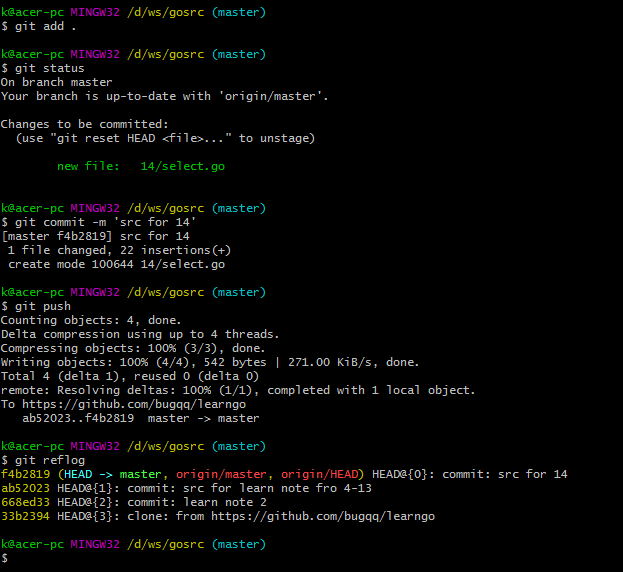 k@acer-pc MINGW32 /d/ws/gosrc (master)
$ git add .
k@acer-pc MINGW32 /d/ws/gosrc (master)
$ git status
On branch master
Your branch is up-to-date with 'origin/master'.
Changes to be committed:
  (use "git reset HEAD <file>..." to unstage)
        new file:   14/select.go
k@acer-pc MINGW32 /d/ws/gosrc (master)
$ git commit -m 'src for 14'
[master f4b2819] src for 14
 1 file changed, 22 insertions(+)
 create mode 100644 14/select.go
k@acer-pc MINGW32 /d/ws/gosrc (master)
$ git push
Counting objects: 4, done.
Delta compression using up to 4 threads.
Compressing objects: 100% (3/3), done.
Writing objects: 100% (4/4), 542 bytes | 271.00 KiB/s, done.
Total 4 (delta 1), reused 0 (delta 0)
remote: Resolving deltas: 100% (1/1), completed with 1 local object.
To https://github.com/bugqq/learngo
   ab52023..f4b2819  master -> master
k@acer-pc MINGW32 /d/ws/gosrc (master)
$ git reflog
f4b2819 (HEAD -> master, origin/master, origin/HEAD) HEAD@{0}: commit: src for 14
ab52023 HEAD@{1}: commit: src for learn note fro 4-13
668ed33 HEAD@{2}: commit: learn note 2
33b2394 HEAD@{3}: clone: from https://github.com/bugqq/learngo
k@acer-pc MINGW32 /d/ws/gosrc (master)
$